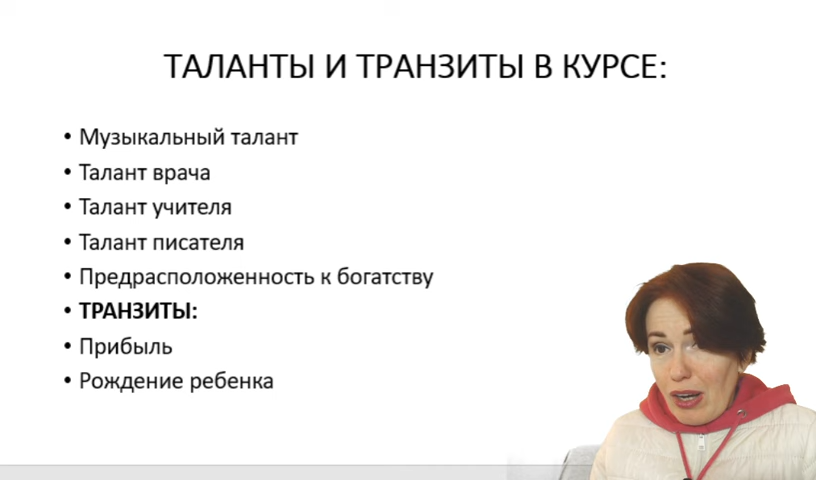 ТАЛАНТЫ И ТРАНЗИТЫ В КУРСЕ:
• Музыкальный талант
• Талант врача
• Талант учителя
• Талант писателя
• Предрасположенность к богатству
• ТРАНЗИТЫ:
• Прибыль
• Рождение ребенка